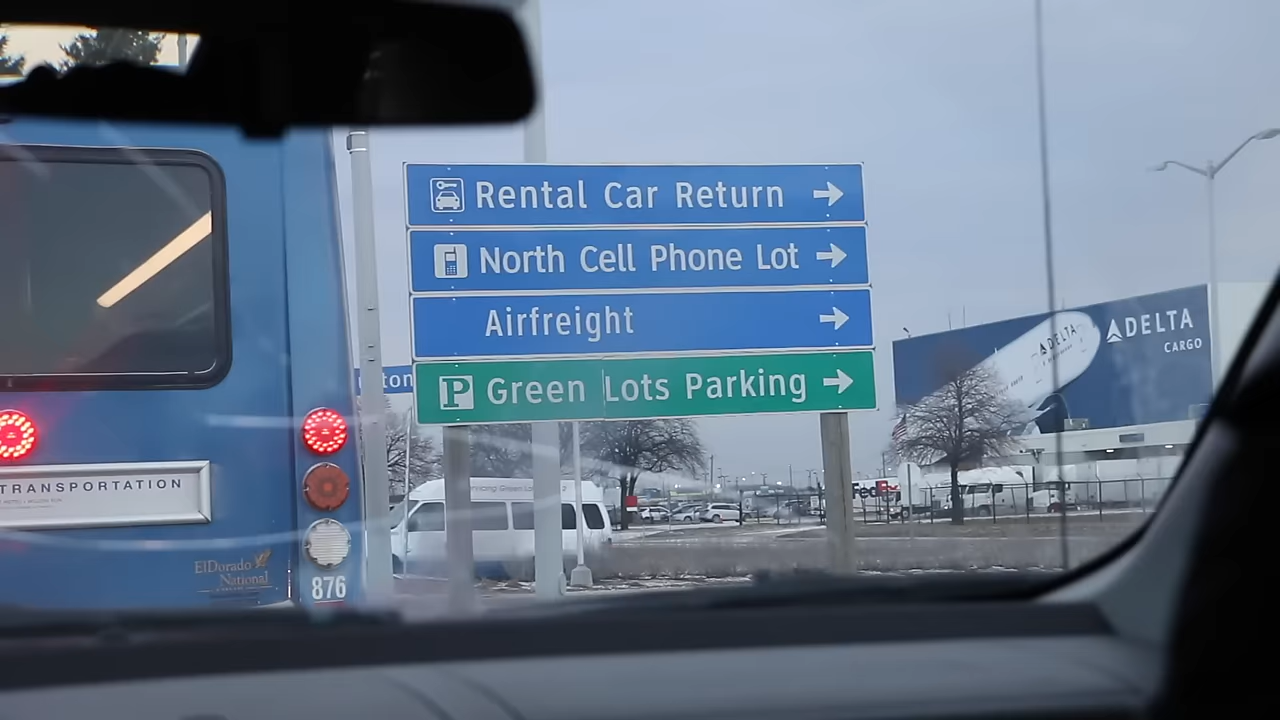 Rental Car Return
North Cell Phone Lot
Airfreight
P Green Lots Parking
DELTA
DELTA
CARGO
TRANSPORTATION
ElDorado
National
876
FedEx